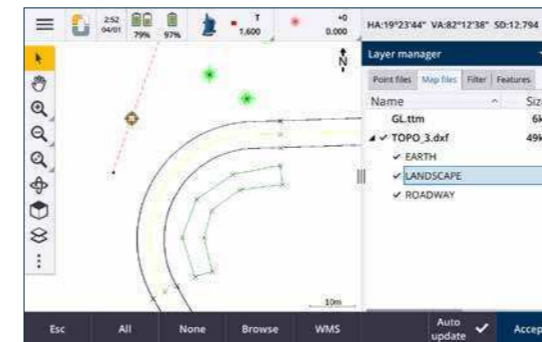 2:52
04/01
79%
97%
T
1.600
+0
0.000
HA:19°23'44" VA:82°12'38" SD:12.794
N
Layer manager
Point files Map files Filter Features
Name
GL.ttm 6k
TOPO_3.dxf 49k
EARTH
LANDSCAPE
ROADWAY
10m
Esc All None Browse WMS Auto update